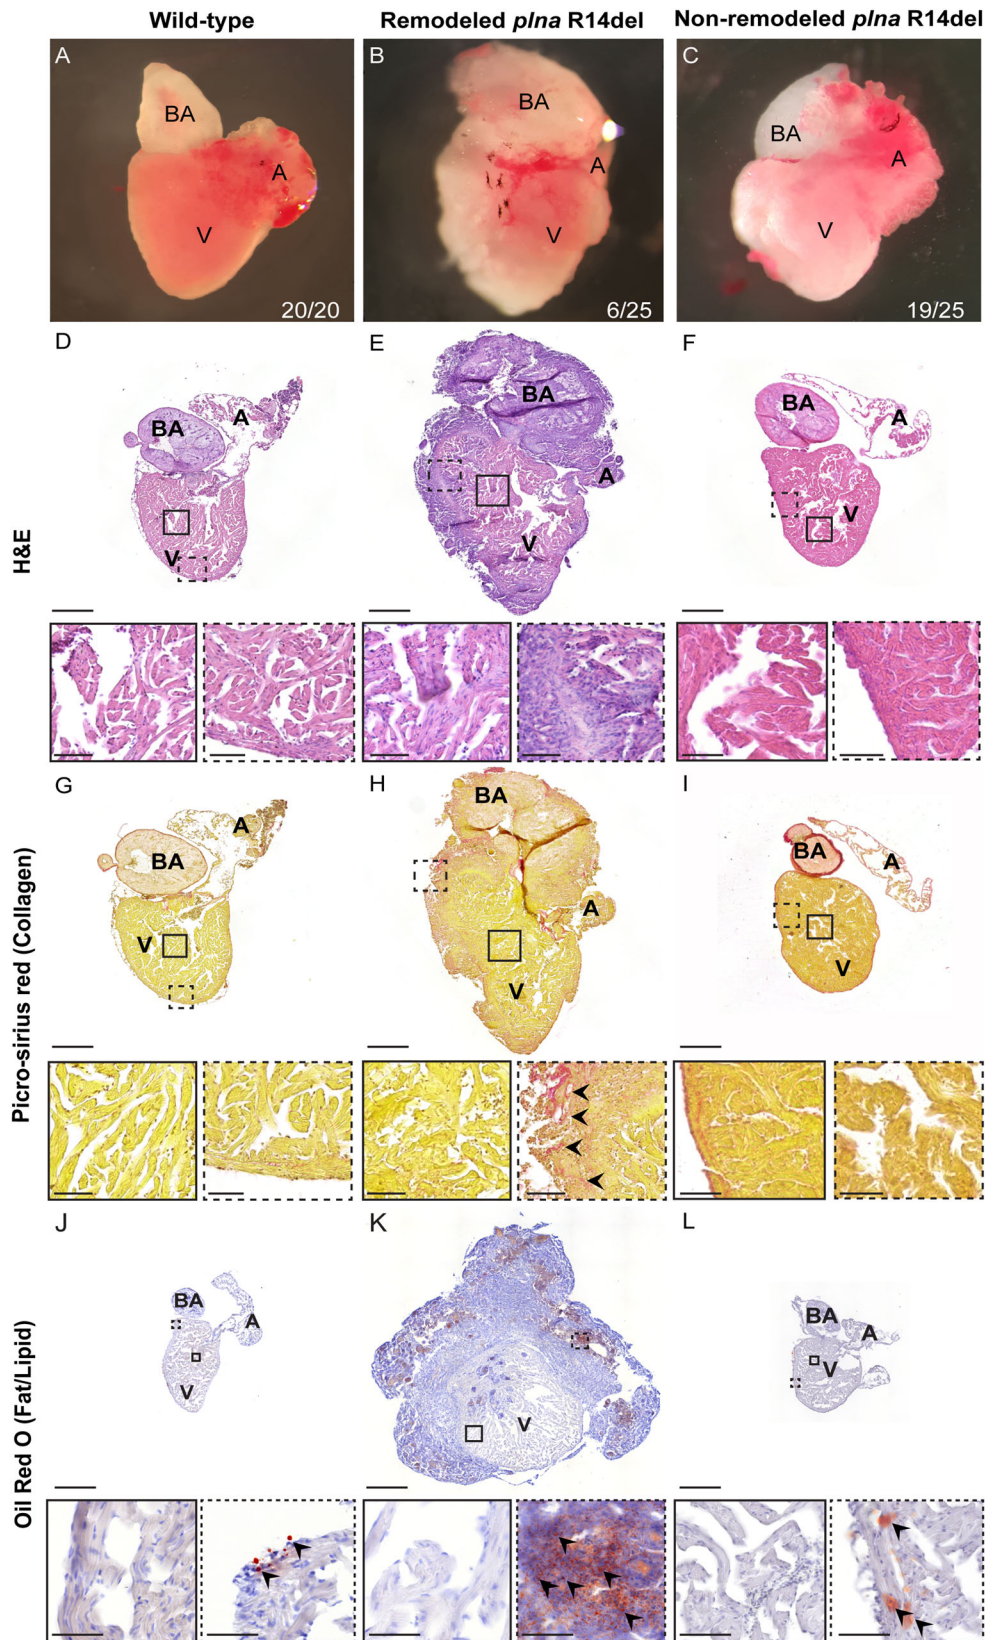 Wild-type
Remodeled plna R14del
Non-remodeled plna R14del
A
BA
A
V
20/20
B
BA
A
V
6/25
C
BA
A
V
19/25
H&E
D
BA
A
V
E
BA
A
V
F
BA
A
V
Picro-sirius red (Collagen)
G
BA
A
V
H
BA
A
V
I
BA
A
V
Oil Red O (Fat/Lipid)
J
BA
A
V
K
V
L
BA
A
V